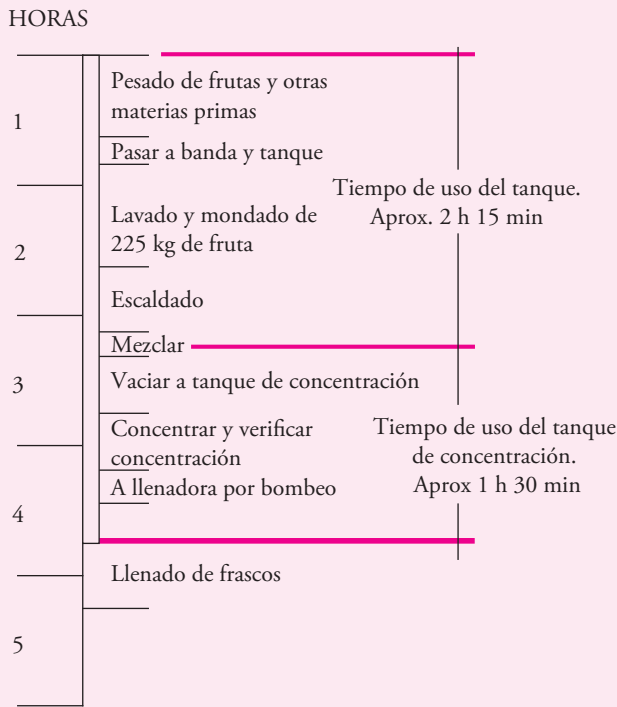 HORAS
1
Pesado de frutas y otras
materias primas
Pasar a banda y tanque
Tiempo de uso del tanque.
Aprox. 2 h 15 min
2
Lavado y mondado de
225 kg de fruta
Escaldado
Mezclar
3
Vaciar a tanque de concentración
Concentrar y verificar
concentración
Tiempo de uso del tanque
de concentración.
Aprox 1 h 30 min
A llenadora por bombeo
4
Llenado de frascos
5